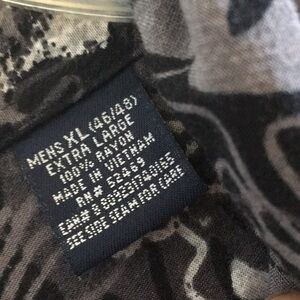 MENS XL (46/48)
EXTRA LARGE
100% RAYON
MADE IN VIETNAM
RN# 52469
EAN#
SEE SIDE SEAM FOR CARE